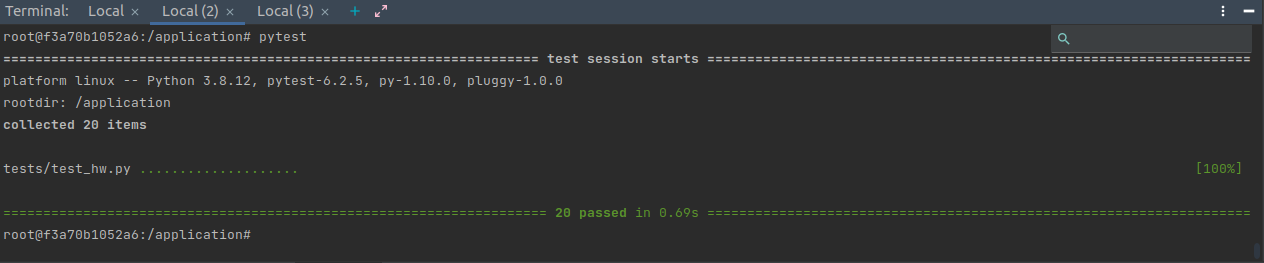 Terminal: Local × Local (2) × Local (3) × +
root@f3a70b1052a6:/application# pytest
==================================================================== test session starts ====================================================================
platform linux -- Python 3.8.12, pytest-6.2.5, py-1.10.0, pluggy-1.0.0
rootdir: /application
collected 20 items
tests/test_hw.py .................... [100%]
==================================================================== 20 passed in 0.69s ====================================================================
root@f3a70b1052a6:/application#